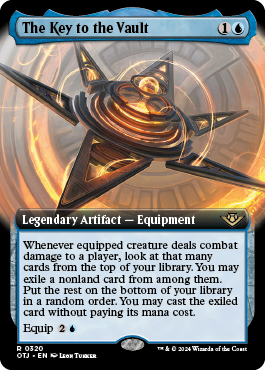 The Key to the Vault 1
Legendary Artifact — Equipment
Whenever equipped creature deals combat
damage to a player, look at that many
cards from the top of your library. You may
exile a nonland card from among them.
Put the rest on the bottom of your library
in a random order. You may cast the exiled
card without paying its mana cost.
Equip 2
R 0320
OTJ • EN Leon Tukker
™ & © 2024 Wizards of the Coast